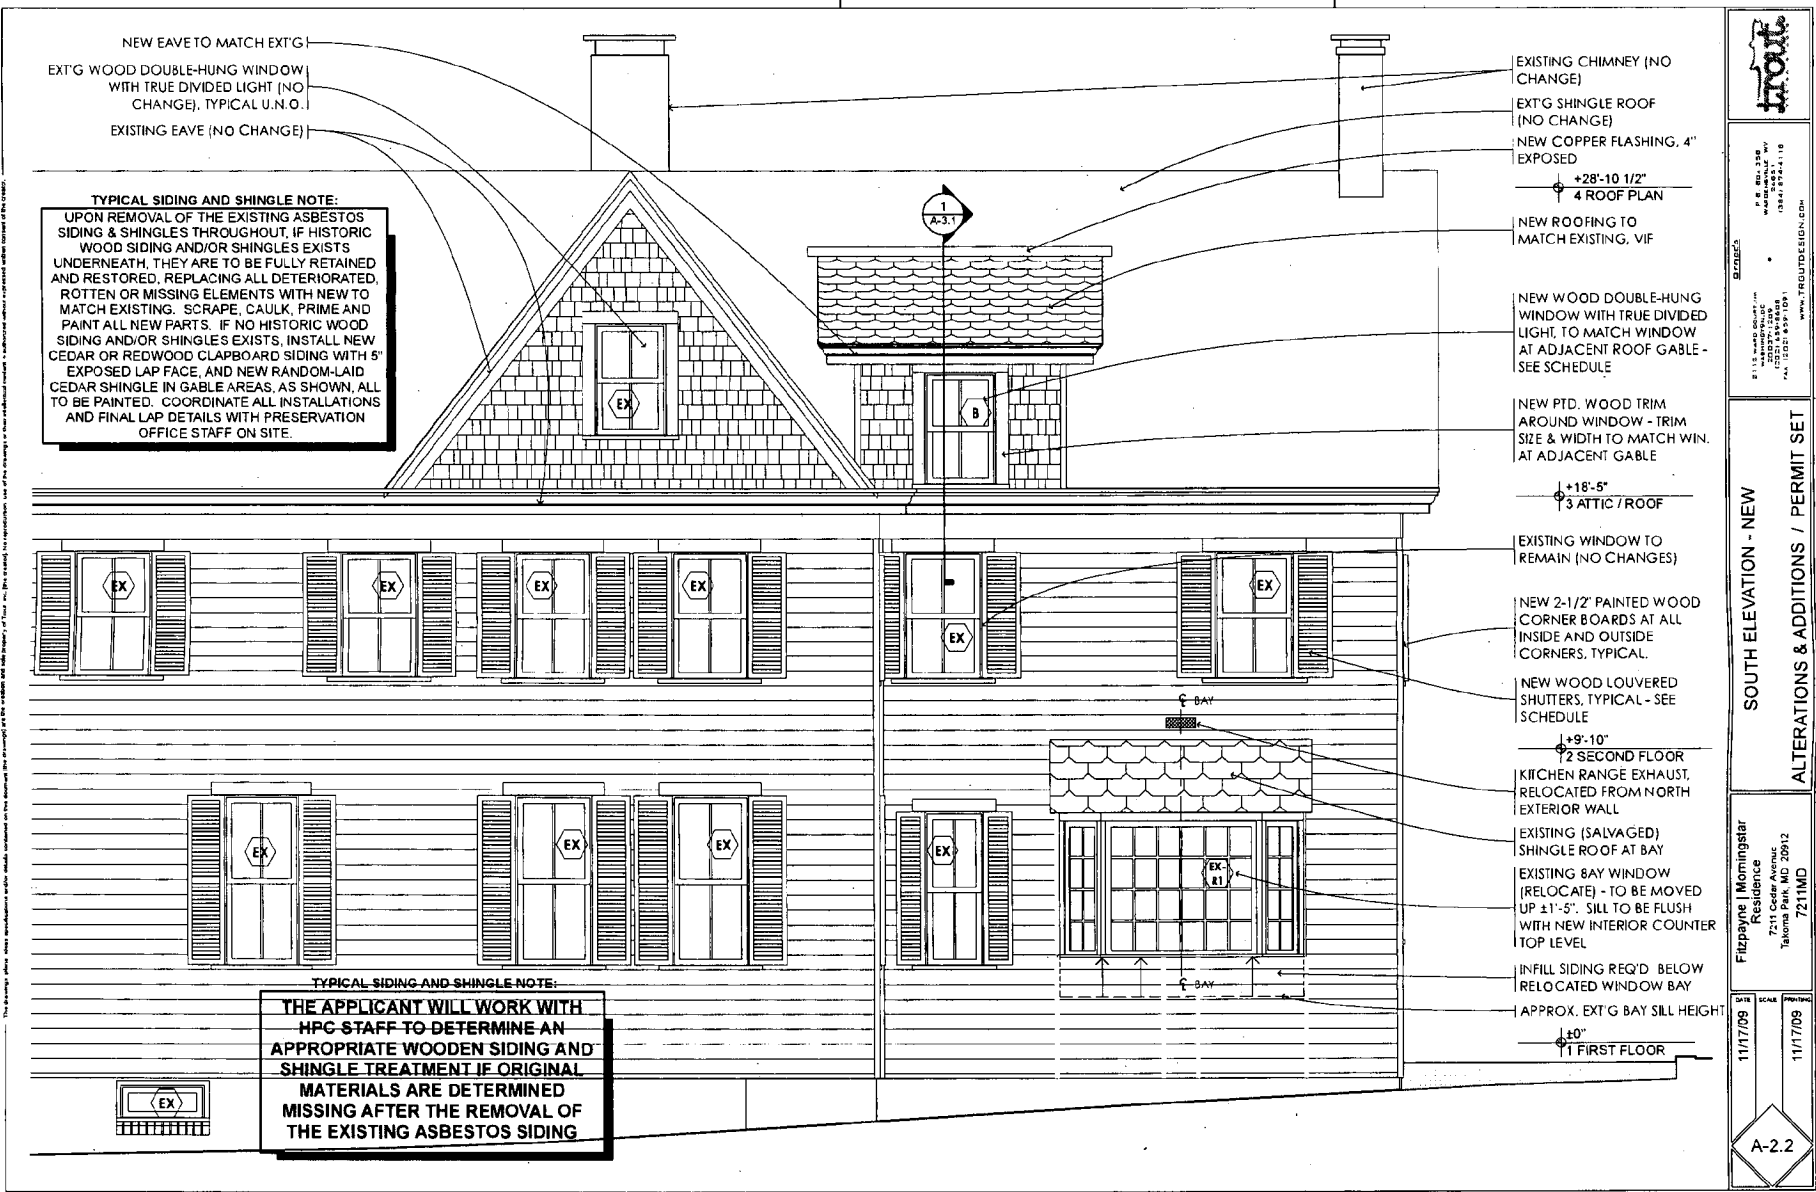 NEW EAVE TO MATCH EXT'G
EXT'G WOOD DOUBLE-HUNG WINDOW
WITH TRUE DIVIDED LIGHT (NO
CHANGE), TYPICAL U.N.O.
EXISTING EAVE (NO CHANGE)
TYPICAL SIDING AND SHINGLE NOTE:
UPON REMOVAL OF THE EXISTING ASBESTOS
SIDING & SHINGLES THROUGHOUT, IF HISTORIC
WOOD SIDING AND/OR SHINGLES EXISTS
UNDERNEATH, THEY ARE TO BE FULLY RETAINED
AND RESTORED, REPLACING ALL DETERIORATED,
ROTTEN OR MISSING ELEMENTS WITH NEW TO
MATCH EXISTING. SCRAPE, CAULK, PRIME AND
PAINT ALL NEW PARTS. IF NO HISTORIC WOOD
SIDING AND/OR SHINGLES EXISTS, INSTALL NEW
CEDAR OR REDWOOD CLAPBOARD SIDING WITH 5"
EXPOSED LAP FACE, AND NEW RANDOM-LAID
CEDAR SHINGLE IN GABLE AREAS, AS SHOWN, ALL
TO BE PAINTED. COORDINATE ALL INSTALLATIONS
AND FINAL LAP DETAILS WITH PRESERVATION
OFFICE STAFF ON SITE.
1
A-3.1
EX
B
EX
EX
EX
EX
EX
EX
EX
EX
EX
EX
EX-
R1
EX
BAY
BAY
TYPICAL SIDING AND SHINGLE NOTE:
THE APPLICANT WILL WORK WITH
HPC STAFF TO DETERMINE AN
APPROPRIATE WOODEN SIDING AND
SHINGLE TREATMENT IF ORIGINAL
MATERIALS ARE DETERMINED
MISSING AFTER THE REMOVAL OF
THE EXISTING ASBESTOS SIDING
EXISTING CHIMNEY (NO
CHANGE)
EXT'G SHINGLE ROOF
(NO CHANGE)
NEW COPPER FLASHING, 4"
EXPOSED
+28'-10 1/2"
4 ROOF PLAN
NEW ROOFING TO
MATCH EXISTING, VIF
NEW WOOD DOUBLE-HUNG
WINDOW WITH TRUE DIVIDED
LIGHT, TO MATCH WINDOW
AT ADJACENT ROOF GABLE -
SEE SCHEDULE
NEW PTD. WOOD TRIM
AROUND WINDOW - TRIM
SIZE & WIDTH TO MATCH WIN.
AT ADJACENT GABLE
+18'-5"
3 ATTIC / ROOF
EXISTING WINDOW TO
REMAIN (NO CHANGES)
NEW 2-1/2" PAINTED WOOD
CORNER BOARDS AT ALL
INSIDE AND OUTSIDE
CORNERS, TYPICAL.
NEW WOOD LOUVERED
SHUTTERS, TYPICAL - SEE
SCHEDULE
+9'-10"
2 SECOND FLOOR
KITCHEN RANGE EXHAUST,
RELOCATED FROM NORTH
EXTERIOR WALL
EXISTING (SALVAGED)
SHINGLE ROOF AT BAY
EXISTING BAY WINDOW
(RELOCATE) - TO BE MOVED
UP ±1'-5". SILL TO BE FLUSH
WITH NEW INTERIOR COUNTER
TOP LEVEL
INFILL SIDING REQ'D BELOW
RELOCATED WINDOW BAY
APPROX. EXT'G BAY SILL HEIGHT
±0"
1 FIRST FLOOR
trout
WWW.TROUTDESIGN.COM
SOUTH ELEVATION - NEW
ALTERATIONS & ADDITIONS / PERMIT SET
Fitzpayne | Morningstar
Residence
7211 Cedar Avenue
Takoma Park, MD 20912
7211MD
DATE
SCALE
PRINTING
11/17/09
11/17/09
A-2.2